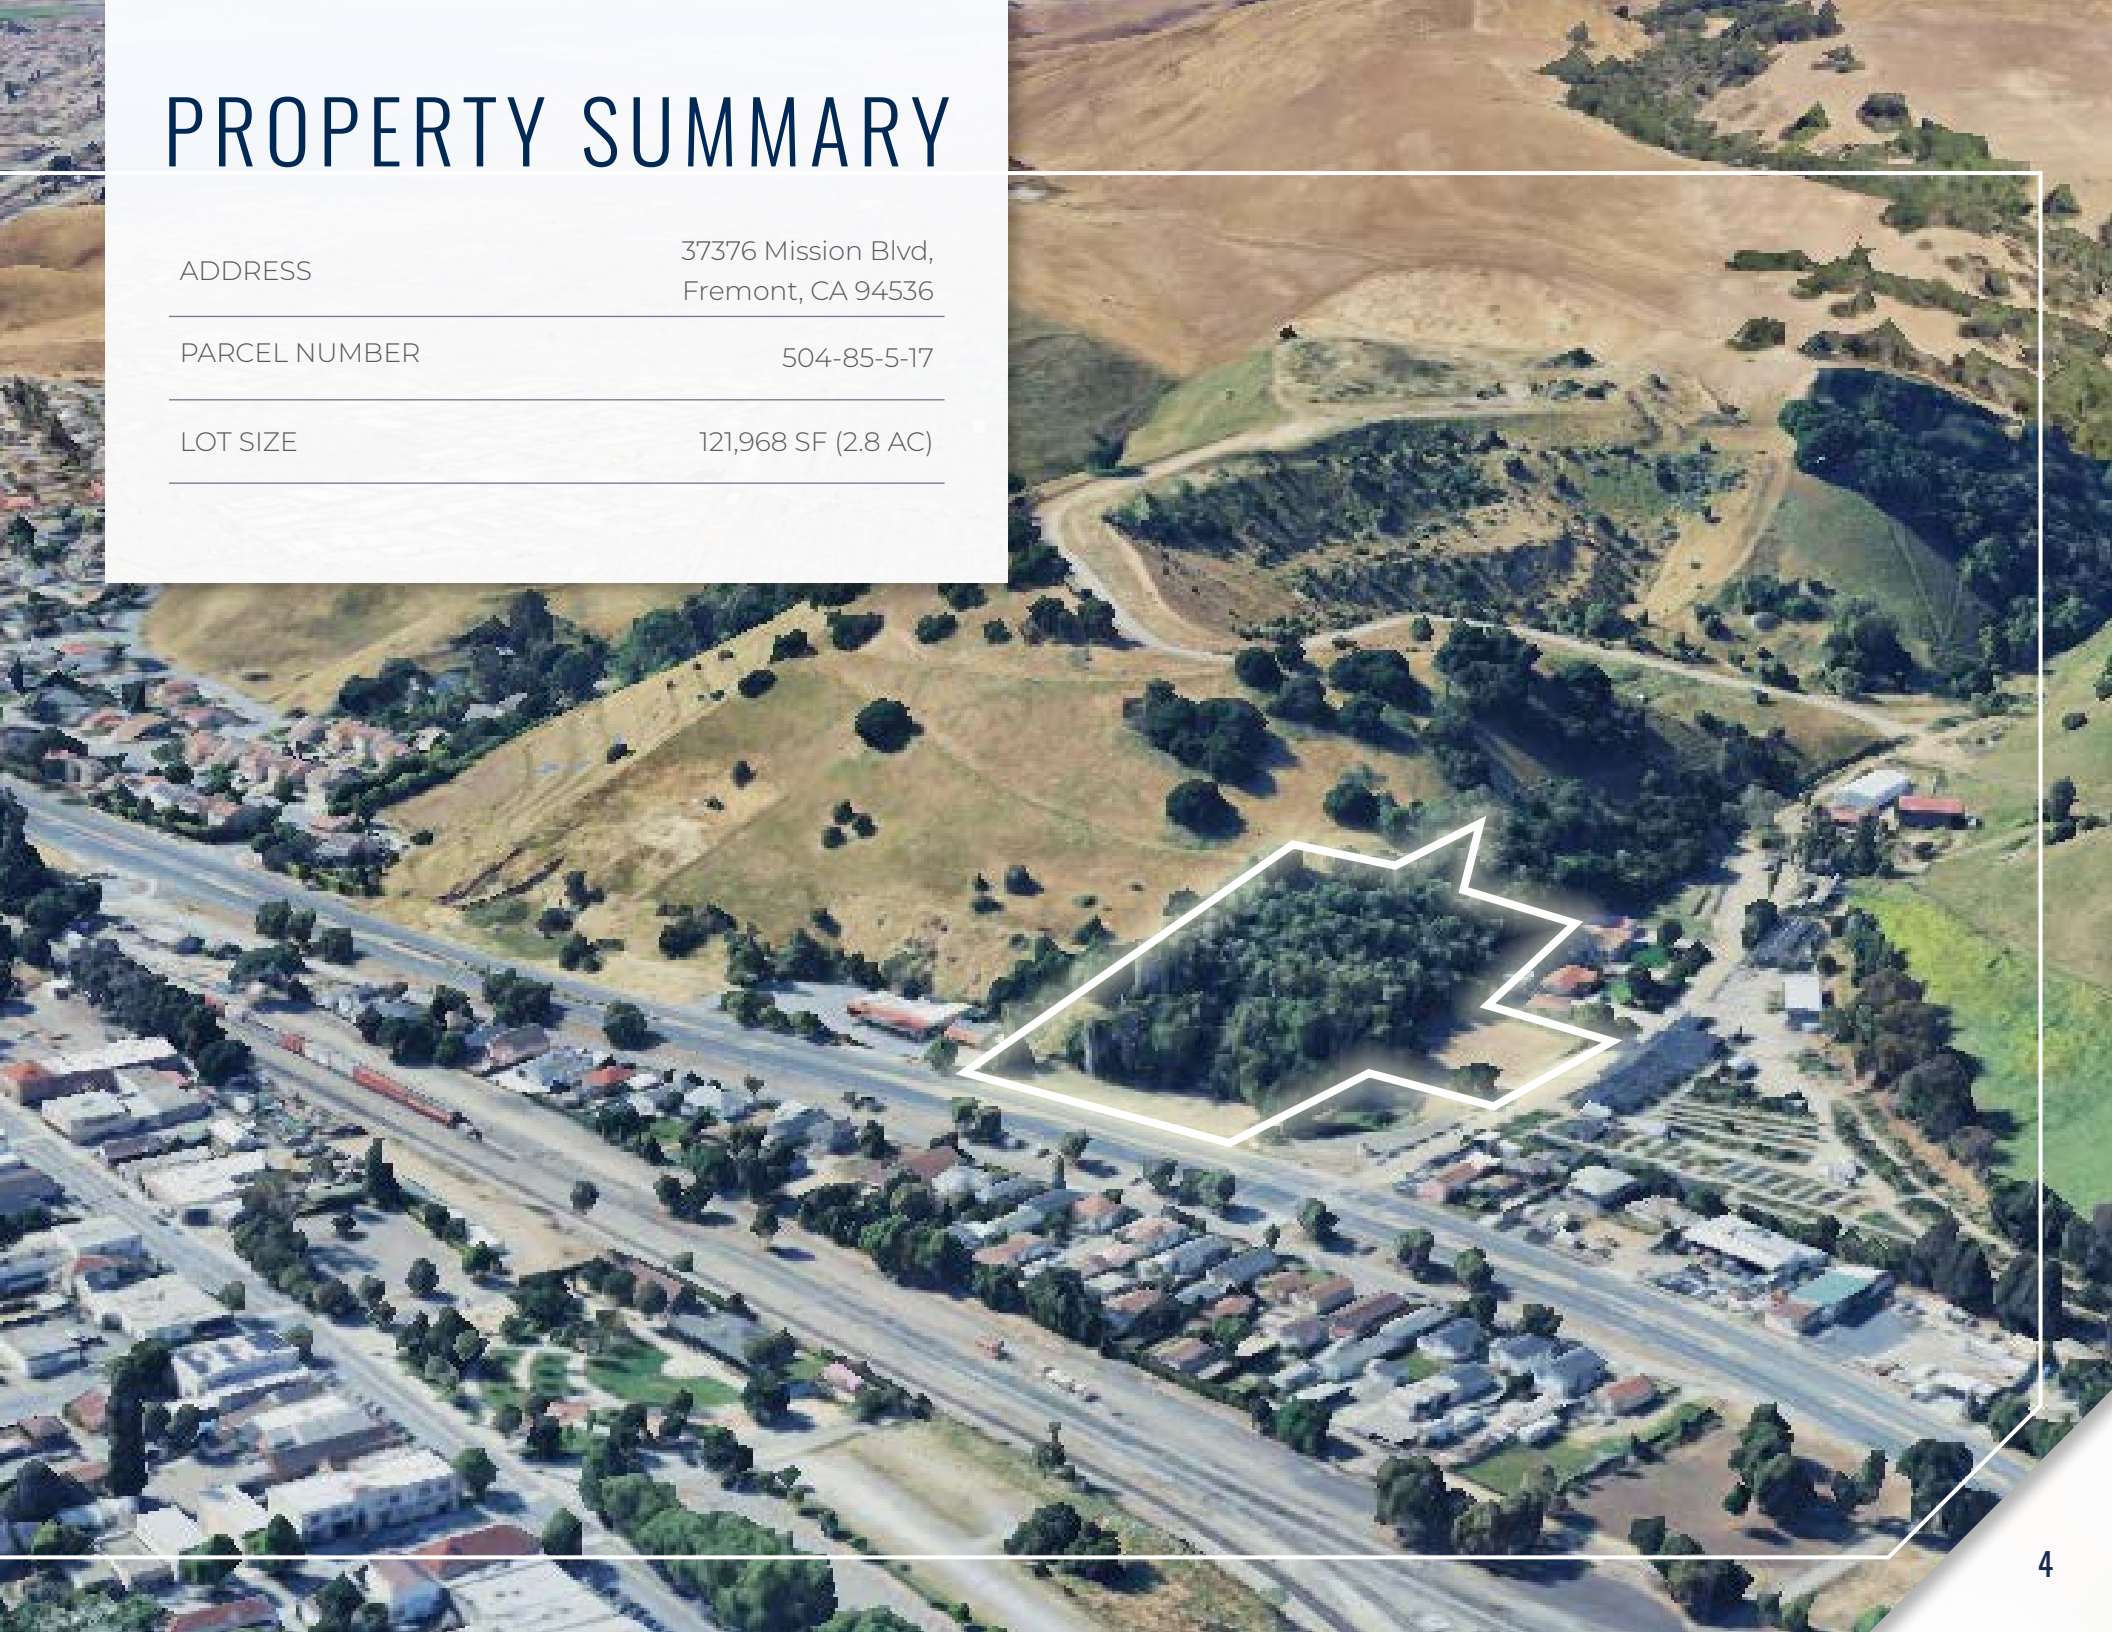 PROPERTY SUMMARY
ADDRESS
37376 Mission Blvd,
Fremont, CA 94536
PARCEL NUMBER
504-85-5-17
LOT SIZE
121,968 SF (2.8 AC)
4